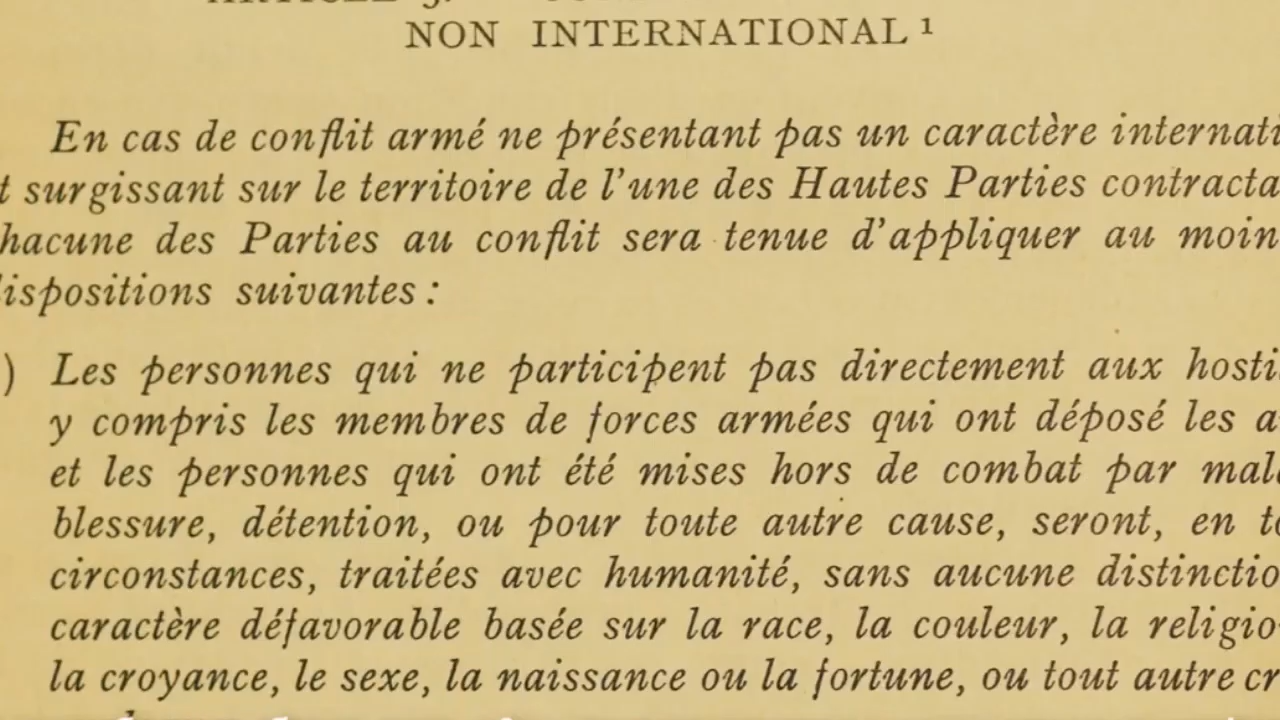 ARTICLE 3.
NON INTERNATIONAL ¹
En cas de conflit armé ne présentant pas un caractère internati
t surgissant sur le territoire de l'une des Hautes Parties contracta
hacune des Parties au conflit sera tenue d'appliquer au moin
dispositions suivantes :
) Les personnes qui ne participent pas directement aux hosti
y compris les membres de forces armées qui ont déposé les a
et les personnes qui ont été mises hors de combat par mala
blessure, détention, ou pour toute autre cause, seront, en to
circonstances, traitées avec humanité, sans aucune distinctio
caractère défavorable basée sur la race, la couleur, la religio
la croyance, le sexe, la naissance ou la fortune, ou tout autre cr